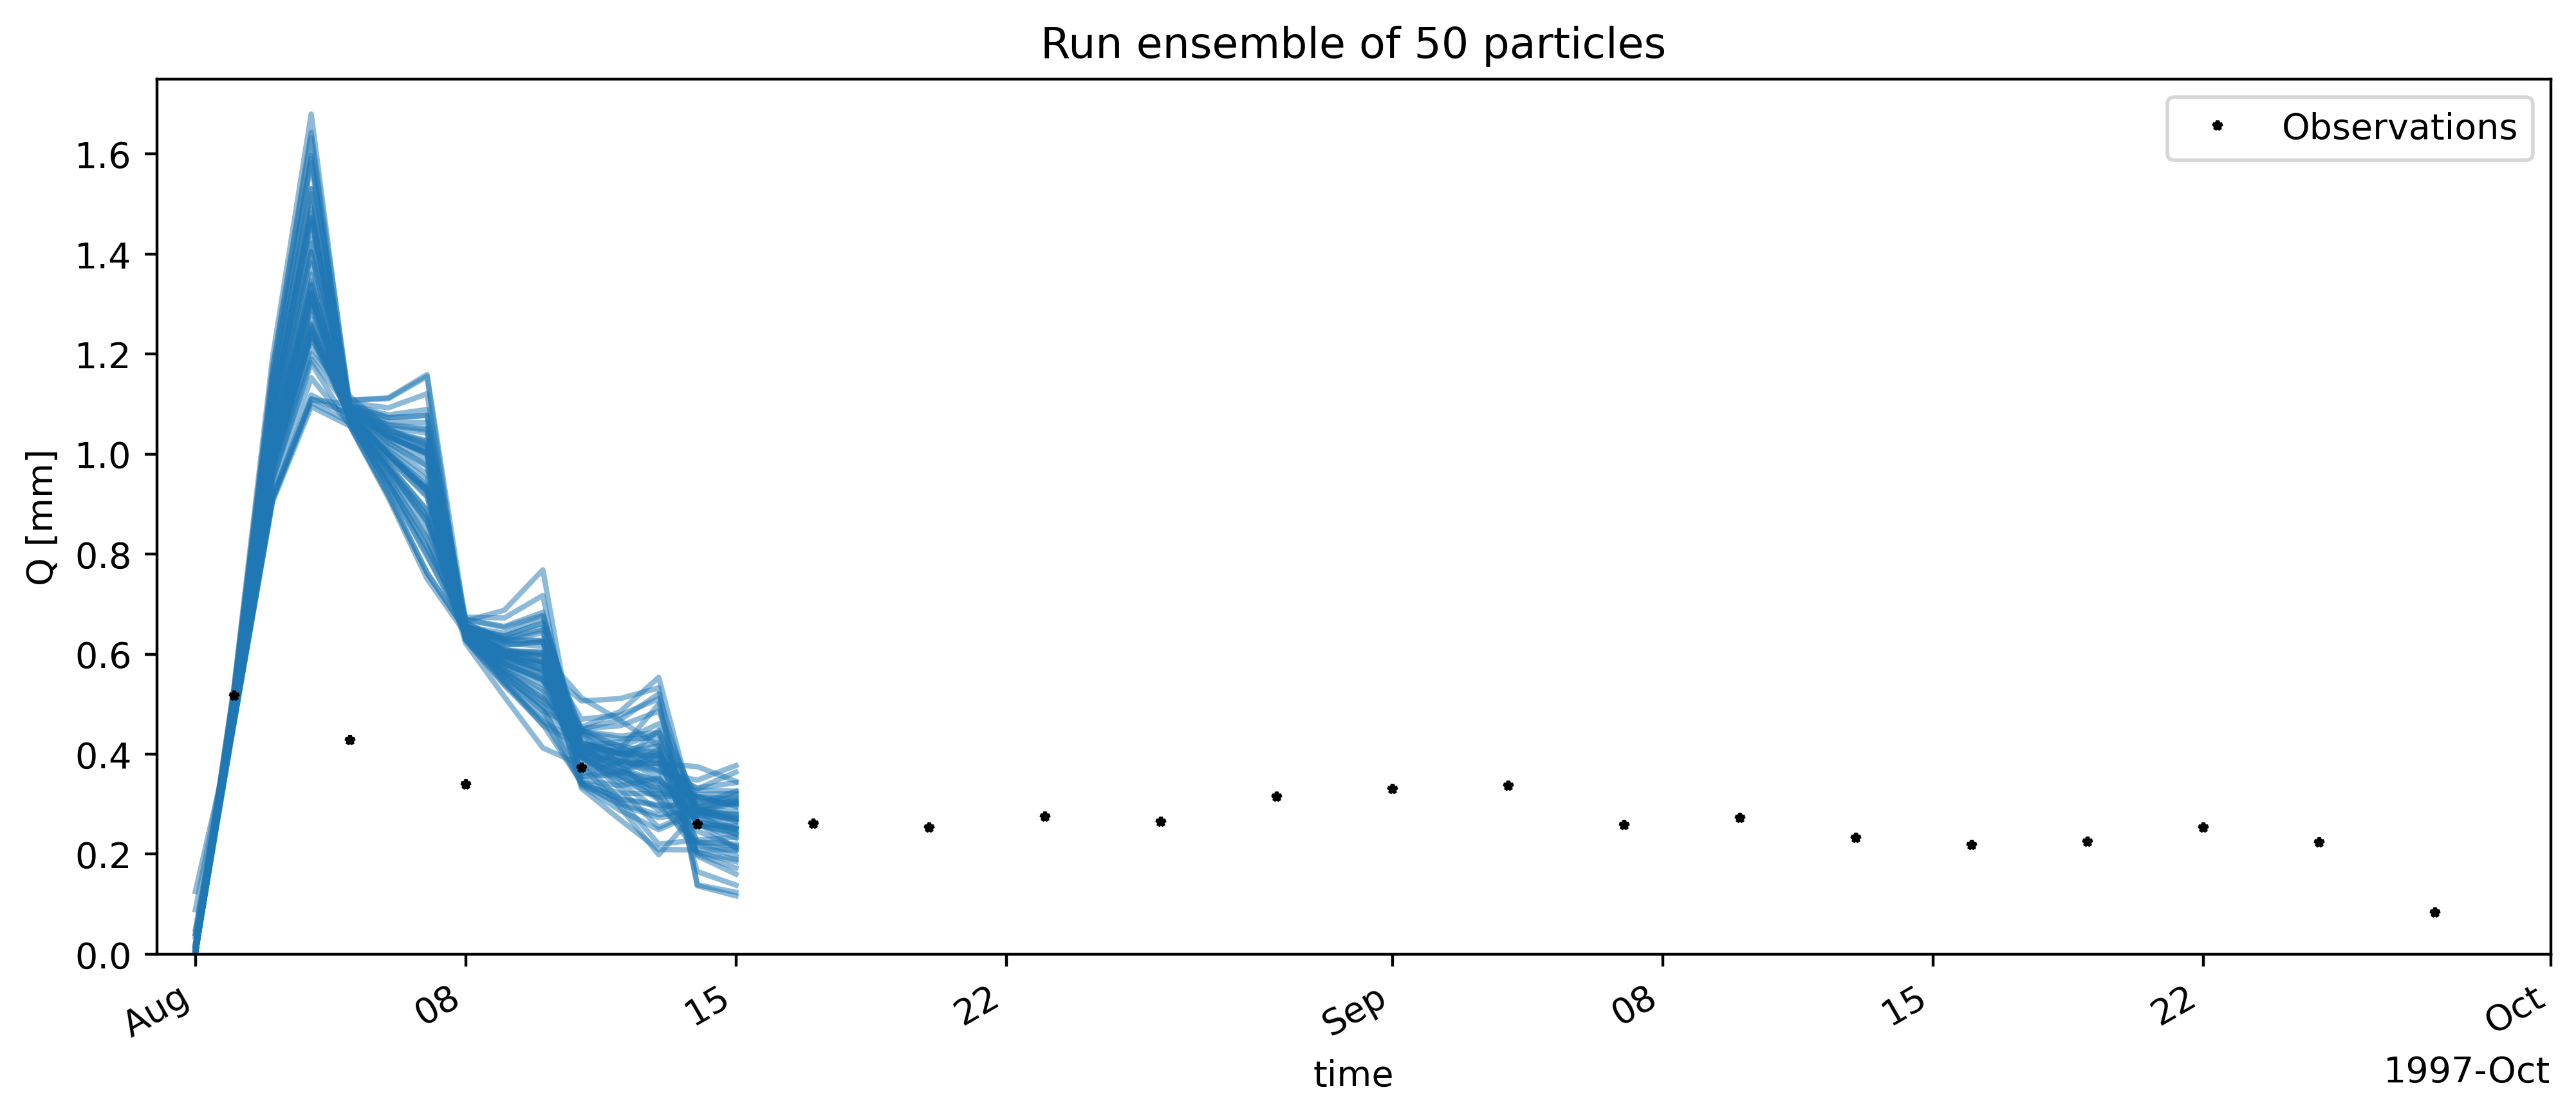 Run ensemble of 50 particles
Observations
1.6
1.4
1.2
1.0
0.8
0.6
0.4
0.2
0.0
Q [mm]
Aug
08
15
22
Sep
08
15
22
Oct
time
1997-Oct